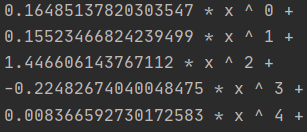 0.16485137820303547 * x ^ 0 +
0.15523466824239499 * x ^ 1 +
1.446606143767112 * x ^ 2 +
-0.22482674040048475 * x ^ 3 +
0.008366592730172583 * x ^ 4 +